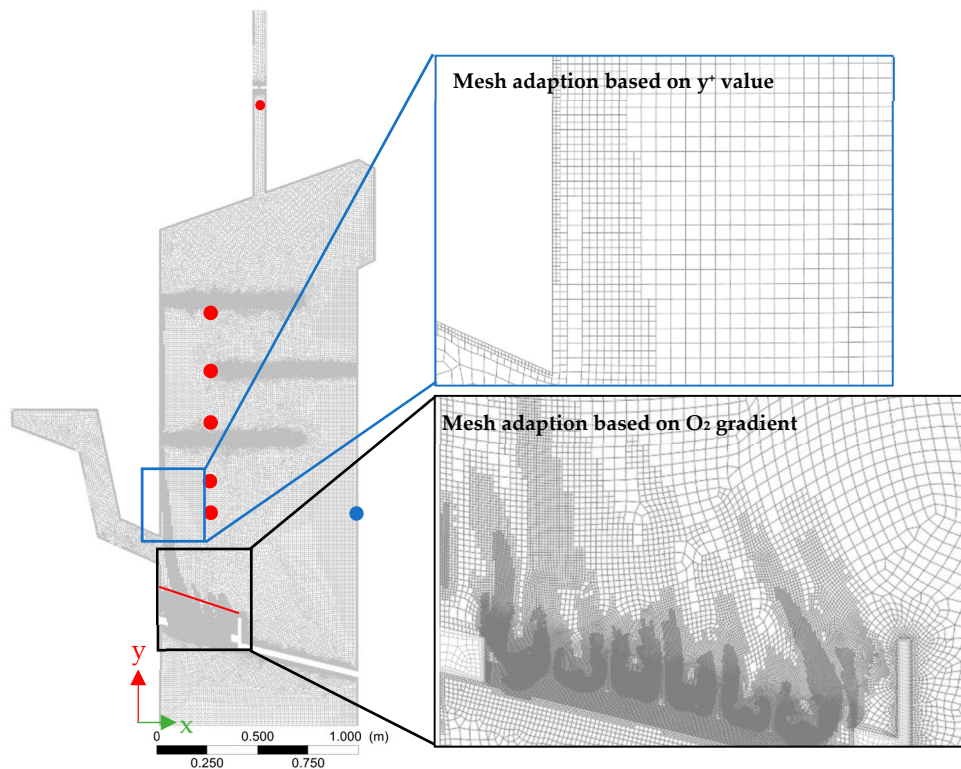 Mesh adaption based on y⁺ value
Mesh adaption based on O₂ gradient
y
x
0 0.500 1.000 (m)
0.250 0.750